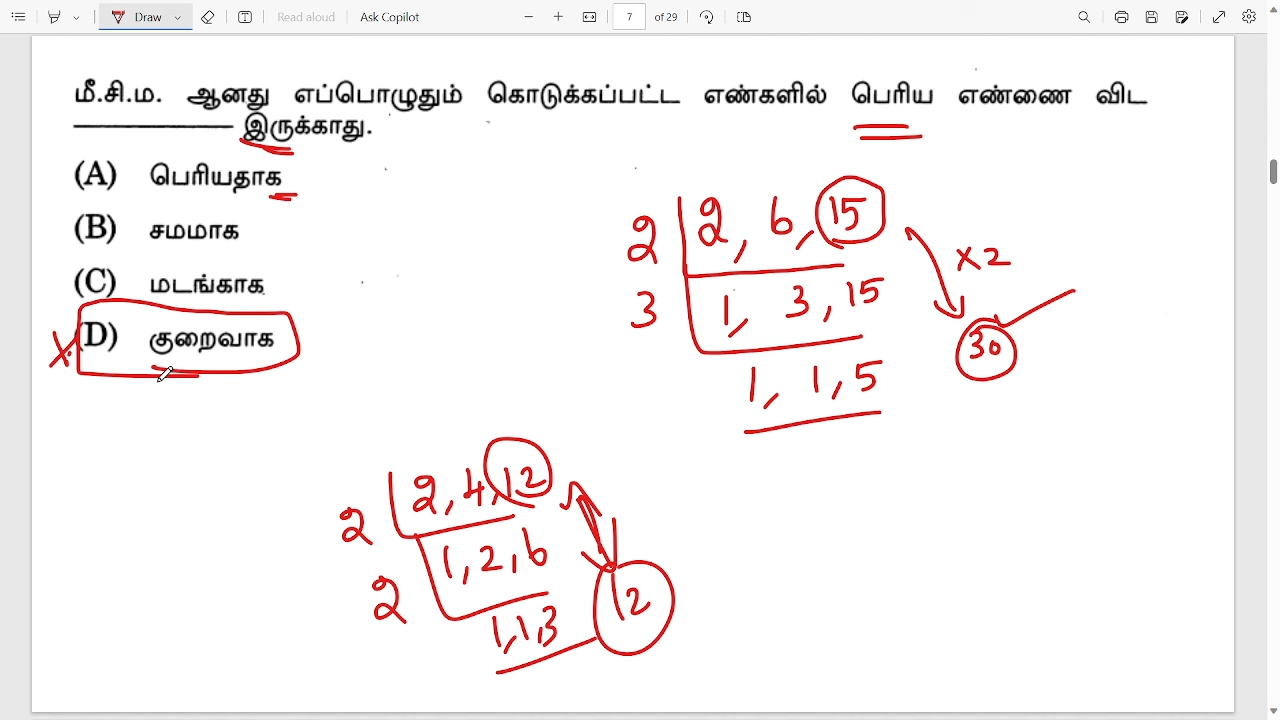 Draw
Read aloud
Ask Copilot
7
of 29
மீ.சி.ம. ஆனது எப்பொழுதும் கொடுக்கப்பட்ட எண்களில் பெரிய எண்ணை விட
__________ இருக்காது.
(A) பெரியதாக
(B) சமமாக
(C) மடங்காக
(D) குறைவாக
2 2, 6, 15
x2
3 1, 3, 15
30
1, 1, 5
2 2, 4, 12
2 1, 2, 6
1, 1, 3
12